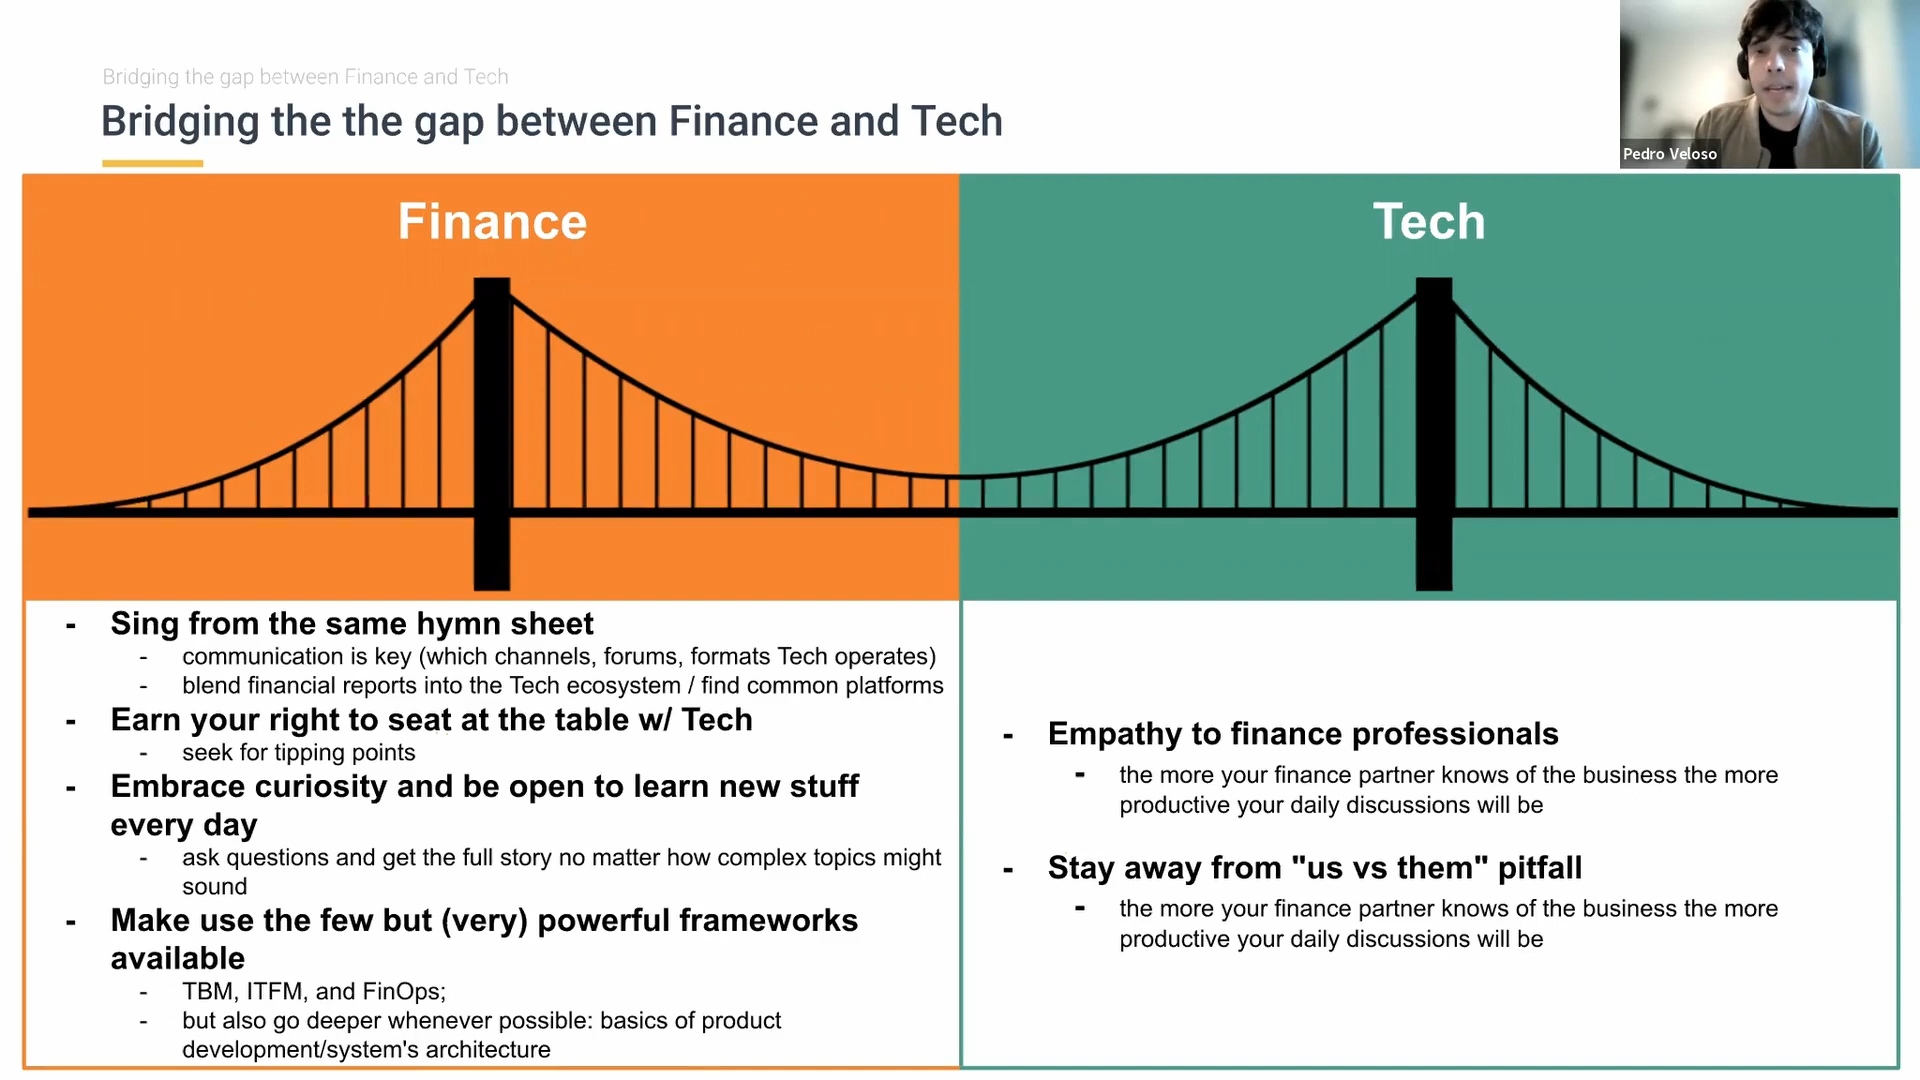 Bridging the gap between Finance and Tech
Bridging the the gap between Finance and Tech
Pedro Veloso
Finance
Tech
- Sing from the same hymn sheet
- communication is key (which channels, forums, formats Tech operates)
- blend financial reports into the Tech ecosystem / find common platforms
- Earn your right to seat at the table w/ Tech
- seek for tipping points
- Embrace curiosity and be open to learn new stuff
every day
- ask questions and get the full story no matter how complex topics might
sound
- Make use the few but (very) powerful frameworks
available
- TBM, ITFM, and FinOps;
- but also go deeper whenever possible: basics of product
development/system's architecture
- Empathy to finance professionals
- the more your finance partner knows of the business the more
productive your daily discussions will be
- Stay away from "us vs them" pitfall
- the more your finance partner knows of the business the more
productive your daily discussions will be